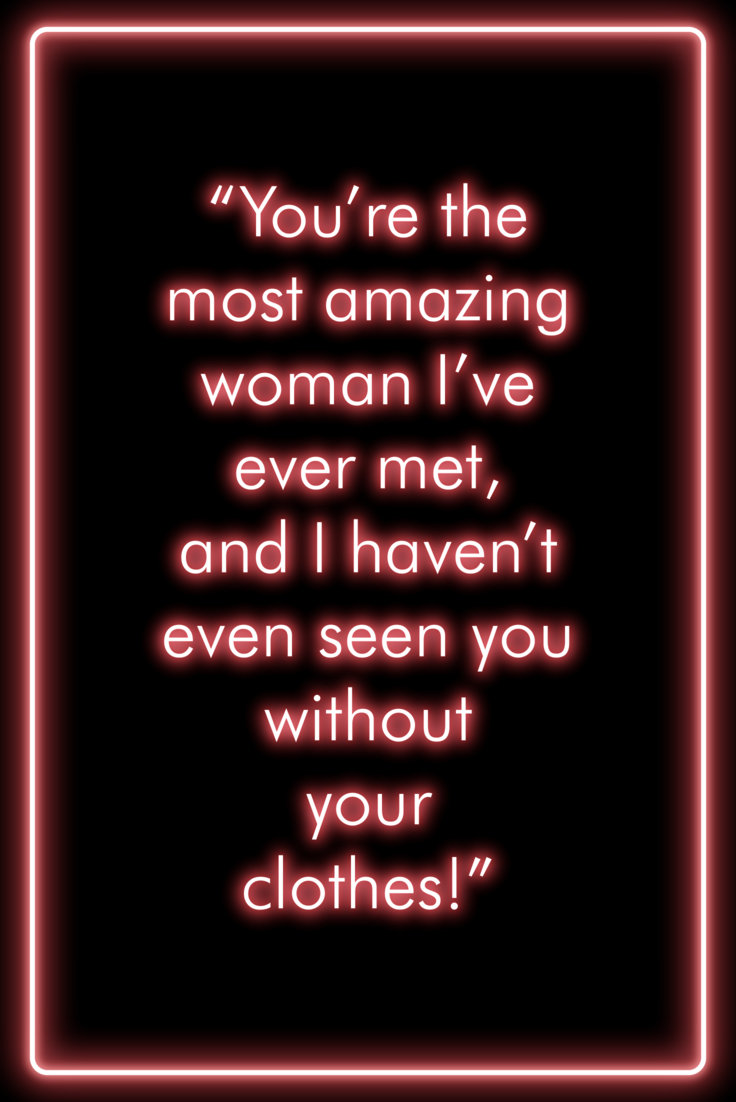 “You’re the
most amazing
woman I’ve
ever met,
and I haven’t
even seen you
without
your
clothes!”